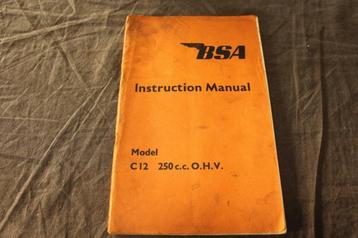 BSA
Instruction Manual
Model
C12 250 c.c. O.H.V.